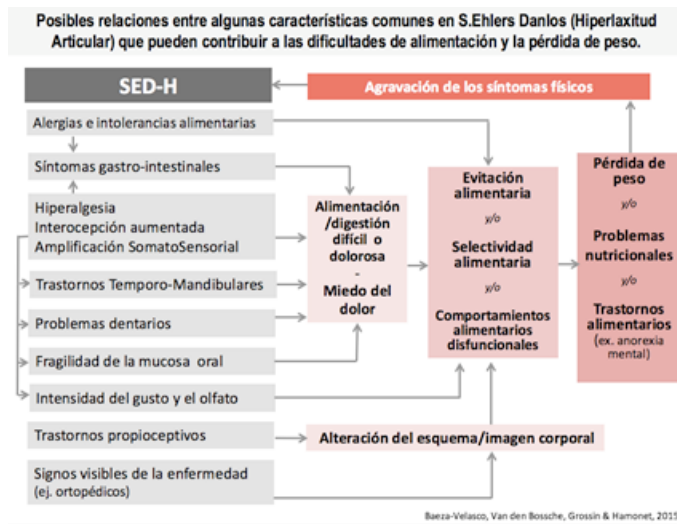 Posibles relaciones entre algunas características comunes en S.Ehlers Danlos (Hiperlaxitud
Articular) que pueden contribuir a las dificultades de alimentación y la pérdida de peso.
SED-H
Agravación de los síntomas físicos
Alergias e intolerancias alimentarias
Síntomas gastro-intestinales
Hiperalgesia
Interocepción aumentada
Amplificación SomatoSensorial
Trastornos Temporo-Mandibulares
Problemas dentarios
Fragilidad de la mucosa oral
Intensidad del gusto y el olfato
Trastornos propioceptivos
Signos visibles de la enfermedad
(ej. ortopédicos)
Alimentación
/digestión
difícil o
dolorosa
-
Miedo del
dolor
Evitación
alimentaria
y/o
Selectividad
alimentaria
y/o
Comportamientos
alimentarios
disfuncionales
Alteración del esquema/imagen corporal
Pérdida de
peso
y/o
Problemas
nutricionales
y/o
Trastornos
alimentarios
(ex. anorexia
mental)
Baeza-Velasco, Van den Bossche, Grossin & Hamonet, 2015